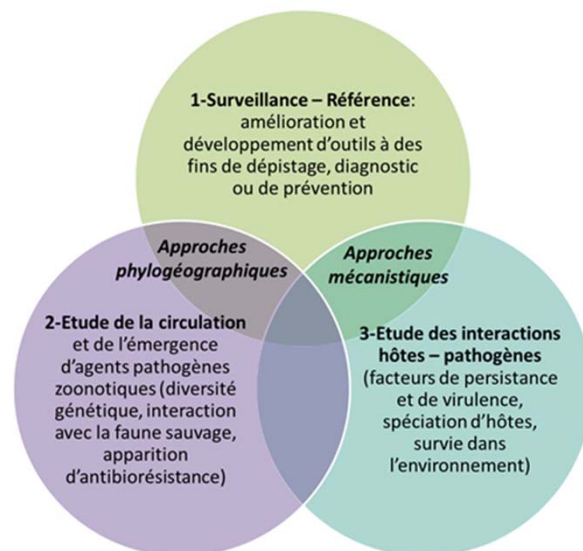 1-Surveillance – Référence:
amélioration et
développement d'outils à des
fins de dépistage, diagnostic
ou de prévention
Approches
phylogéographiques
Approches
mécanistiques
2-Etude de la circulation
et de l'émergence
d'agents pathogènes
zoonotiques (diversité
génétique, interaction
avec la faune sauvage,
apparition
d'antibiorésistance)
3-Etude des interactions
hôtes – pathogènes
(facteurs de persistance
et de virulence,
spéciation d'hôtes,
survie dans
l'environnement)